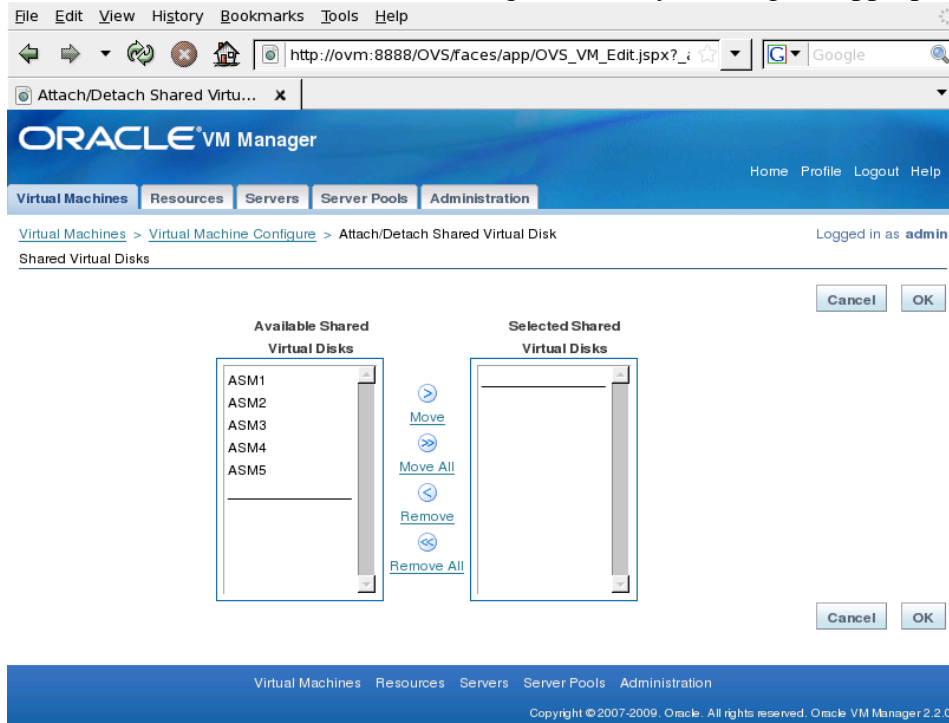 File Edit View History Bookmarks Tools Help
http://ovm:8888/OVS/faces/app/OVS_VM_Edit.jspx?_a
G Google
Attach/Detach Shared Virtu... X
ORACLE VM Manager
Home Profile Logout Help
Virtual Machines Resources Servers Server Pools Administration
Virtual Machines > Virtual Machine Configure > Attach/Detach Shared Virtual Disk
Logged in as admin
Shared Virtual Disks
Cancel OK
Available Shared Virtual Disks
Selected Shared Virtual Disks
ASM1
ASM2
ASM3
ASM4
ASM5
Move
Move All
Remove
Remove All
Cancel OK
Virtual Machines Resources Servers Server Pools Administration
Copyright © 2007-2009. Oracle. All rights reserved. Oracle VM Manager 2.2.0